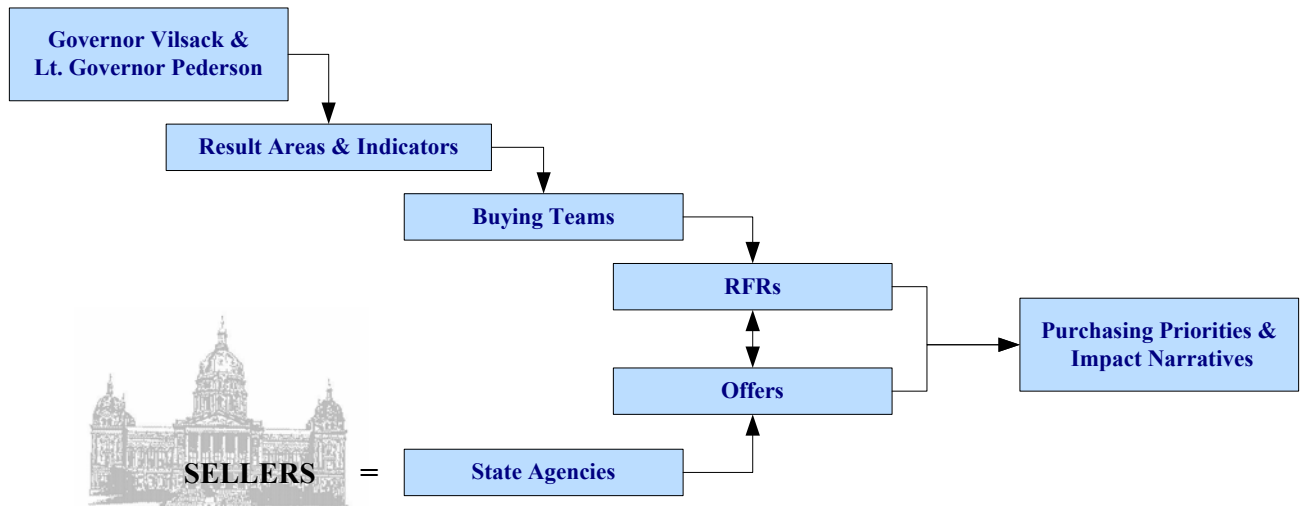 Governor Vilsack &
Lt. Governor Pederson
Result Areas & Indicators
Buying Teams
RFRs
Purchasing Priorities &
Impact Narratives
Offers
SELLERS = State Agencies